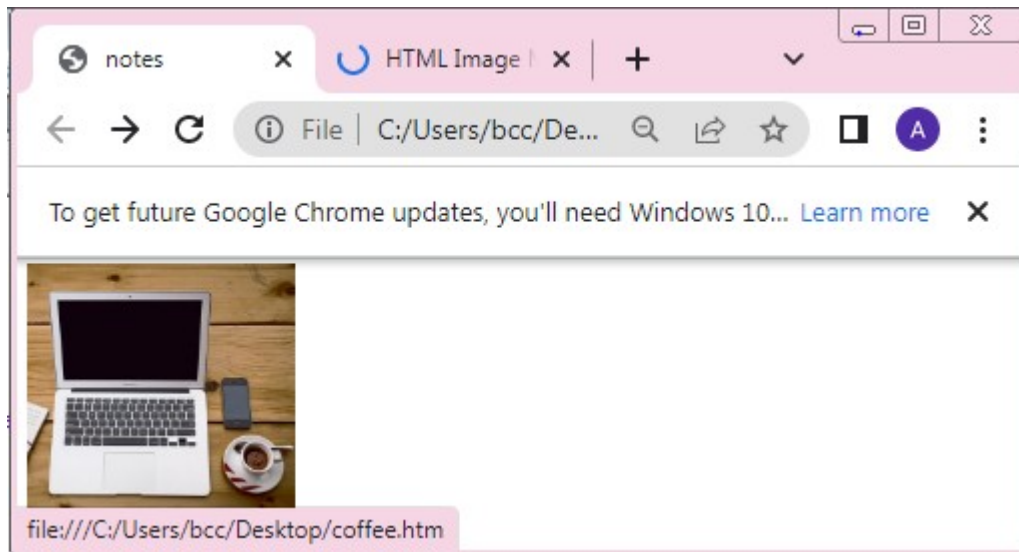 notes HTML Image
File C:/Users/bcc/De...
A
To get future Google Chrome updates, you'll need Windows 10... Learn more
file:///C:/Users/bcc/Desktop/coffee.htm